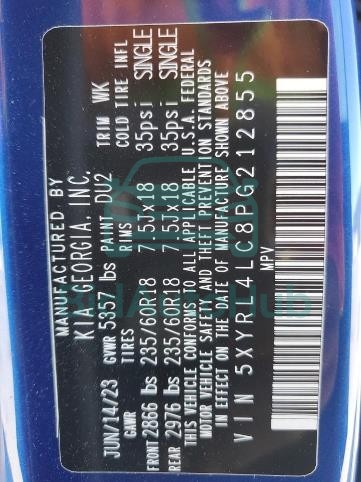 MANUFACTURED BY
KIA GEORGIA, INC.
JUN/14/23 GVWR 5357 lbs PAINT DU2 TRIM WK
GAWR TIRES RIMS COLD TIRE INFL
FRONT 2866 lbs 235/60R18 7.5Jx18 35psi SINGLE
REAR 2976 lbs 235/60R18 7.5Jx18 35psi SINGLE
THIS VEHICLE CONFORMS TO ALL APPLICABLE U.S.A. FEDERAL
MOTOR VEHICLE SAFETY AND THEFT PREVENTION STANDARDS
IN EFFECT ON THE DATE OF MANUFACTURE SHOWN ABOVE
VIN 5XYRL4LC8PG212855
MPV